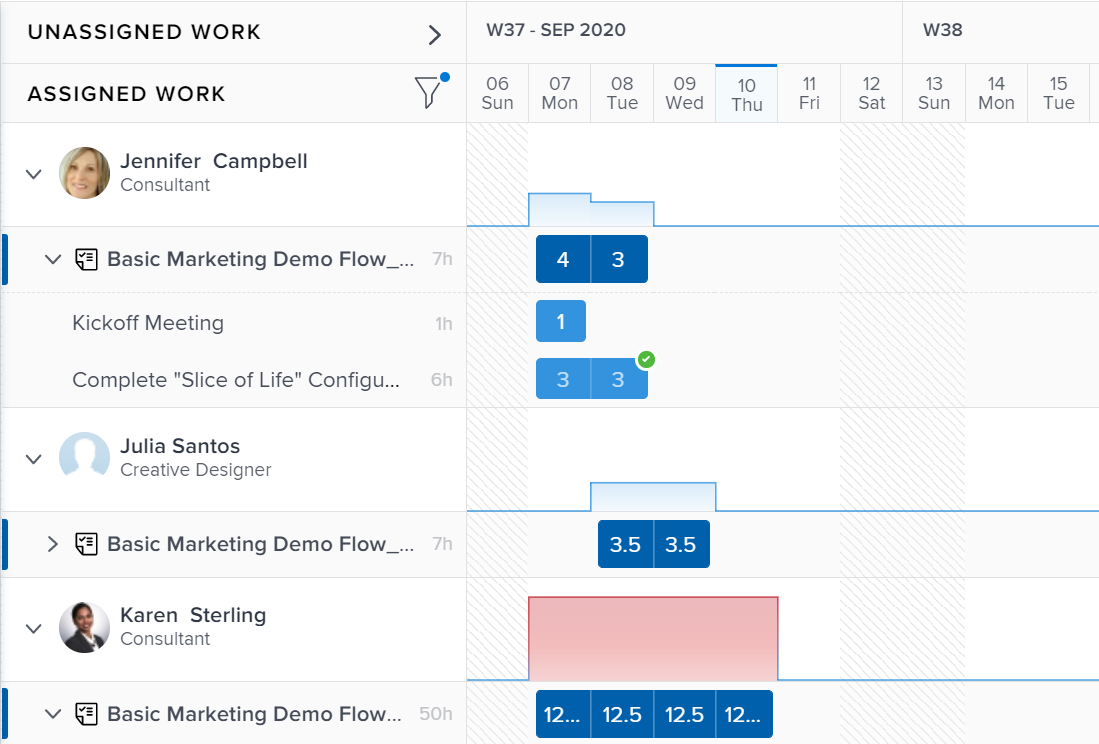 UNASSIGNED WORK
W37 - SEP 2020 W38
ASSIGNED WORK
06 07 08 09 10 11 12 13 14 15
Sun Mon Tue Wed Thu Fri Sat Sun Mon Tue
Jennifer Campbell
Consultant
Basic Marketing Demo Flow_... 7h 4 3
Kickoff Meeting 1h 1
Complete "Slice of Life" Configu... 6h 3 3
Julia Santos
Creative Designer
Basic Marketing Demo Flow_... 7h 3.5 3.5
Karen Sterling
Consultant
Basic Marketing Demo Flow... 50h 12... 12.5 12.5 12...